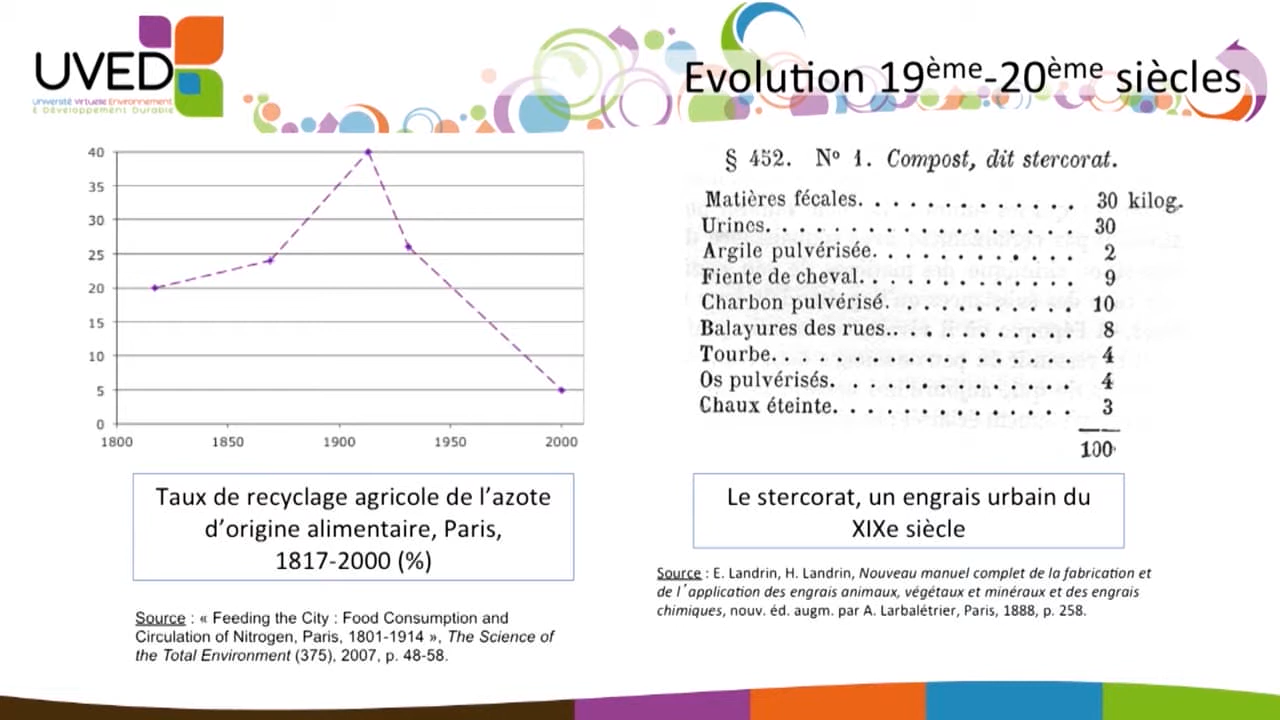 UVED
Université Virtuelle Environnement
& Développement Durable
Evolution 19ème-20ème siècles
40
35
30
25
20
15
10
5
0
1800 1850 1900 1950 2000
Taux de recyclage agricole de l’azote
d’origine alimentaire, Paris,
1817-2000 (%)
Source : « Feeding the City : Food Consumption and
Circulation of Nitrogen, Paris, 1801-1914 », The Science of
the Total Environment (375), 2007, p. 48-58.
§ 452. Nº 1. Compost, dit stercorat.
Matières fécales. . . . . . . . . . . . . 30 kilog.
Urines. . . . . . . . . . . . . . . . . 30
Argile pulvérisée. . . . . . . . . . . . 2
Fiente de cheval. . . . . . . . . . . . . 9
Charbon pulvérisé. . . . . . . . . . . . 10
Balayures des rues.. . . . . . . . . . . 8
Tourbe. . . . . . . . . . . . . . . . . 4
Os pulvérisés. . . . . . . . . . . . . . 4
Chaux éteinte. . . . . . . . . . . . . . 3
100
Le stercorat, un engrais urbain du
XIXe siècle
Source : E. Landrin, H. Landrin, Nouveau manuel complet de la fabrication et
de l’application des engrais animaux, végétaux et minéraux et des engrais
chimiques, nouv. éd. augm. par A. Larbalétrier, Paris, 1888, p. 258.